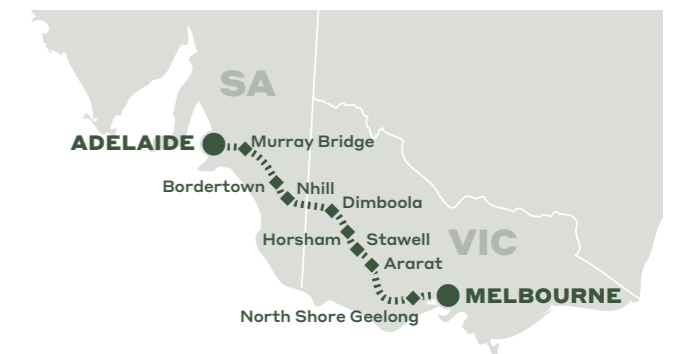 SA
ADELAIDE
Murray Bridge
Bordertown
Nhill
Dimboola
Horsham
Stawell
VIC
Ararat
MELBOURNE
North Shore Geelong